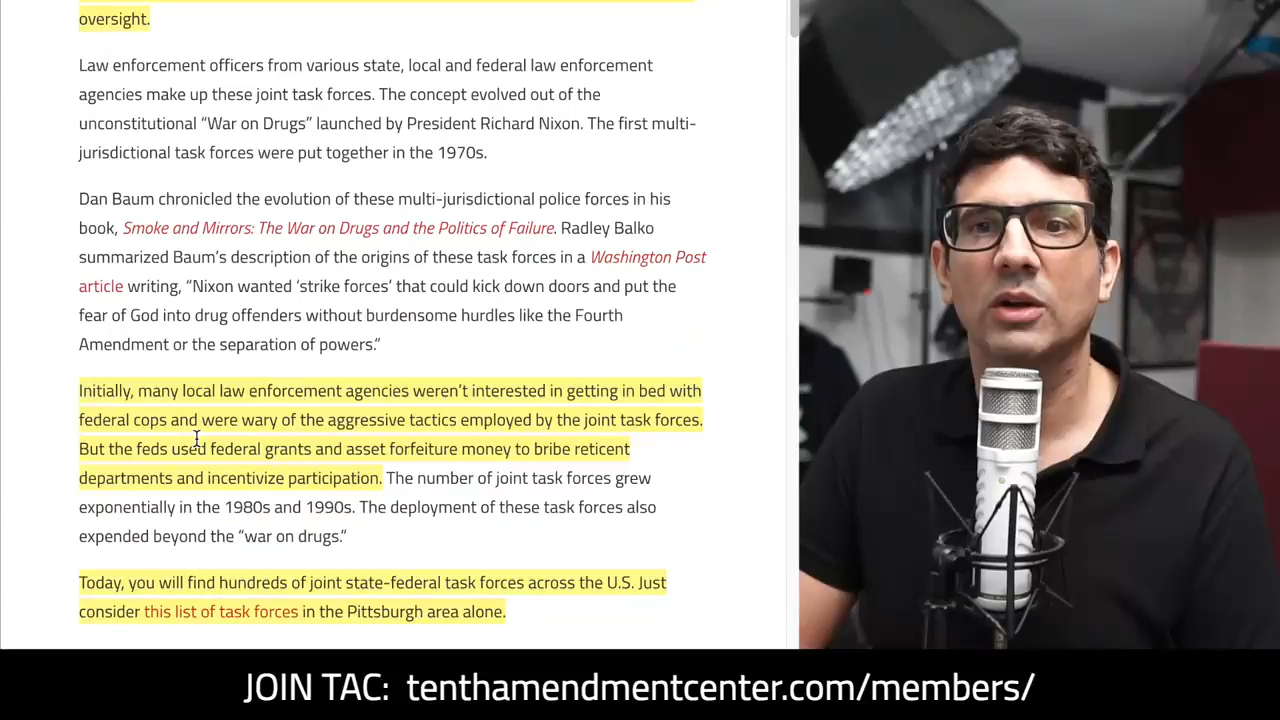 oversight.
Law enforcement officers from various state, local and federal law enforcement
agencies make up these joint task forces. The concept evolved out of the
unconstitutional “War on Drugs” launched by President Richard Nixon. The first multi-
jurisdictional task forces were put together in the 1970s.
Dan Baum chronicled the evolution of these multi-jurisdictional police forces in his
book, Smoke and Mirrors: The War on Drugs and the Politics of Failure. Radley Balko
summarized Baum’s description of the origins of these task forces in a Washington Post
article writing, “Nixon wanted ‘strike forces’ that could kick down doors and put the
fear of God into drug offenders without burdensome hurdles like the Fourth
Amendment or the separation of powers.”
Initially, many local law enforcement agencies weren’t interested in getting in bed with
federal cops and were wary of the aggressive tactics employed by the joint task forces.
But the feds used federal grants and asset forfeiture money to bribe reticent
departments and incentivize participation. The number of joint task forces grew
exponentially in the 1980s and 1990s. The deployment of these task forces also
expended beyond the “war on drugs.”
Today, you will find hundreds of joint state-federal task forces across the U.S. Just
consider this list of task forces in the Pittsburgh area alone.
JOIN TAC: tenthamendmentcenter.com/members/